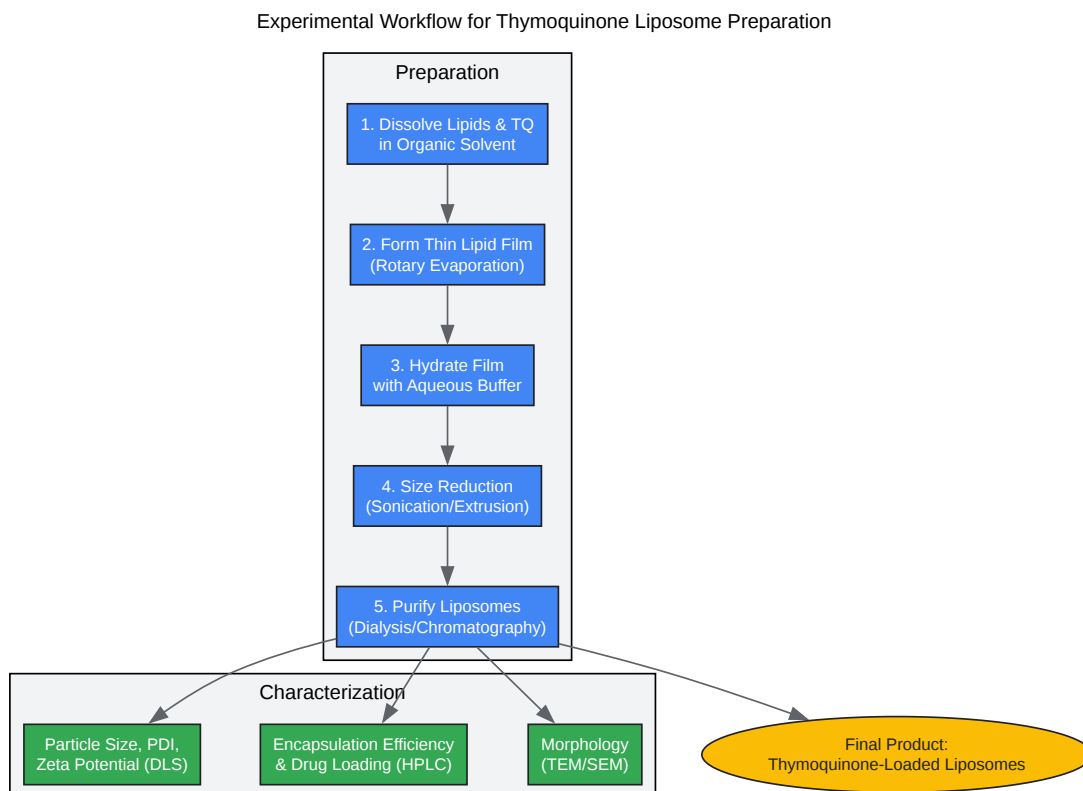 Experimental Workflow for Thymoquinone Liposome Preparation
Preparation
1. Dissolve Lipids & TQ
in Organic Solvent
2. Form Thin Lipid Film
(Rotary Evaporation)
3. Hydrate Film
with Aqueous Buffer
4. Size Reduction
(Sonication/Extrusion)
5. Purify Liposomes
(Dialysis/Chromatography)
Characterization
Particle Size, PDI,
Zeta Potential (DLS)
Encapsulation Efficiency
& Drug Loading (HPLC)
Morphology
(TEM/SEM)
Final Product:
Thymoquinone-Loaded Liposomes